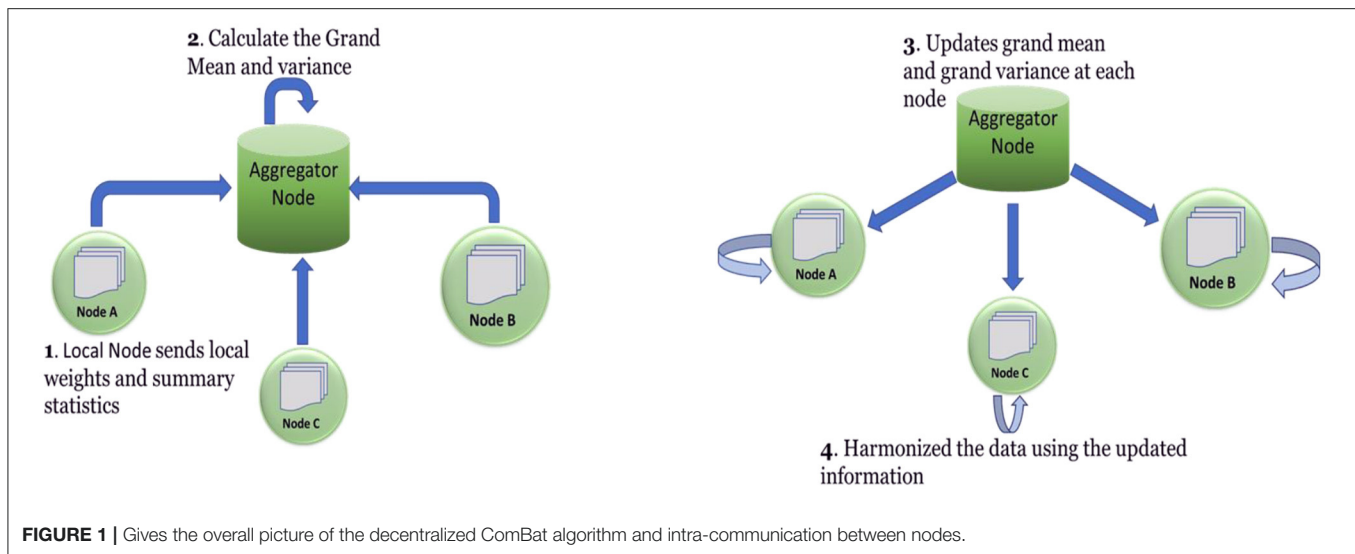 2. Calculate the Grand
Mean and variance
Aggregator
Node
Node A
Node B
1. Local Node sends local
weights and summary
statistics
Node C
3. Updates grand mean
and grand variance at each
node
Aggregator
Node
Node A
Node B
Node C
4. Harmonized the data using the updated
information
FIGURE 1 | Gives the overall picture of the decentralized ComBat algorithm and intra-communication between nodes.